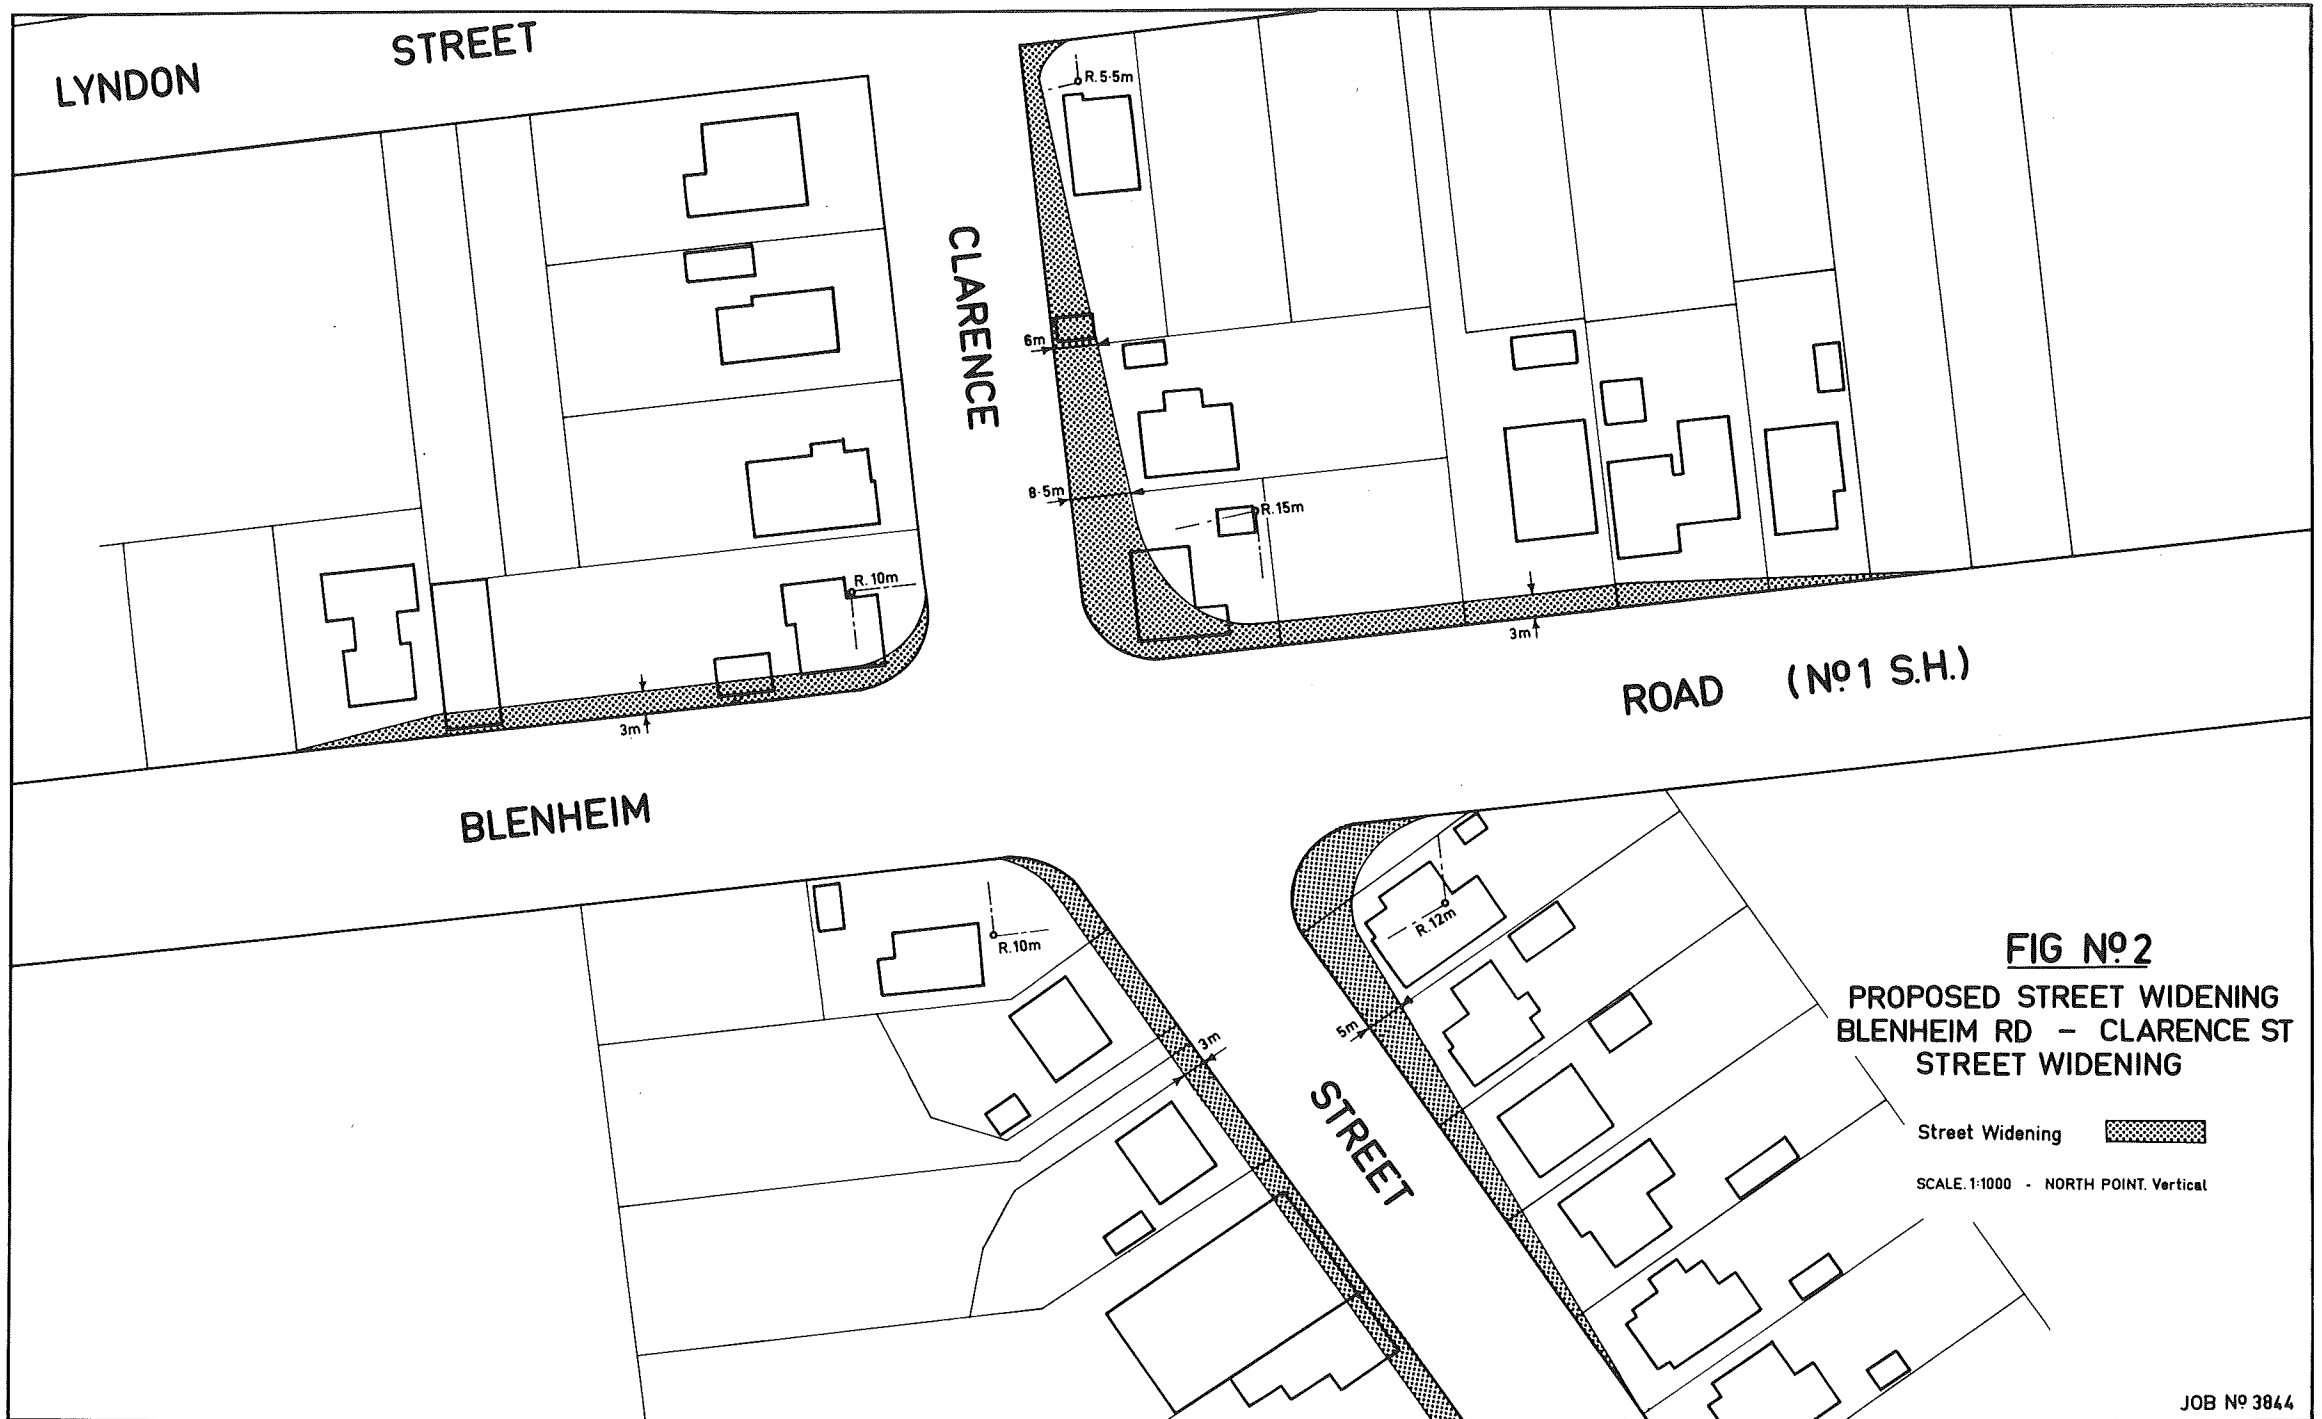 LYNDON STREET
R.5·5m
CLARENCE
6m
8·5m
R.15m
R.10m
3m
3m
ROAD (Nº1 S.H.)
BLENHEIM
R.10m
R.12m
3m
5m
STREET
FIG Nº2
PROPOSED STREET WIDENING
BLENHEIM RD – CLARENCE ST
STREET WIDENING
Street Widening
SCALE.1:1000 - NORTH POINT. Vertical
JOB Nº 3844